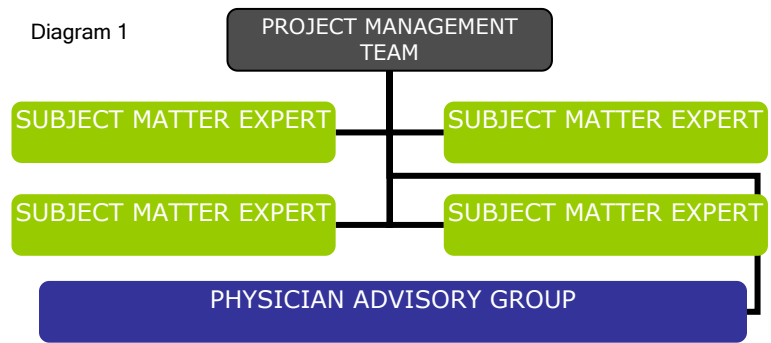 Diagram 1
PROJECT MANAGEMENT
TEAM
SUBJECT MATTER EXPERT
SUBJECT MATTER EXPERT
SUBJECT MATTER EXPERT
SUBJECT MATTER EXPERT
PHYSICIAN ADVISORY GROUP